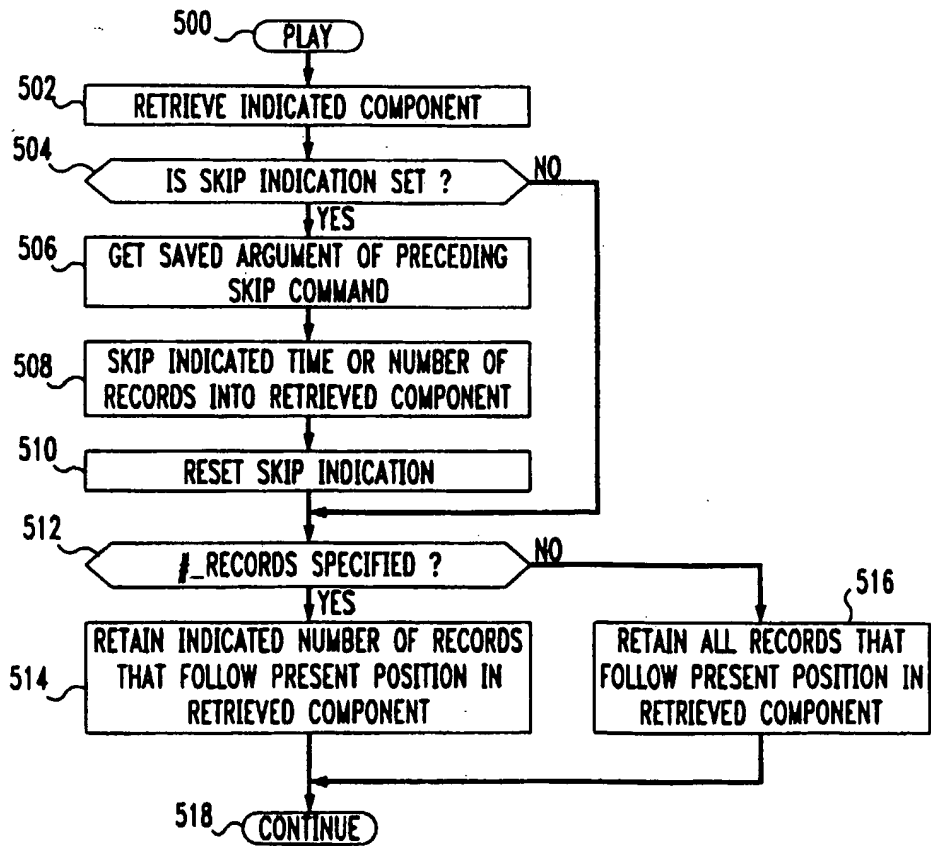 500
PLAY
502
RETRIEVE INDICATED COMPONENT
504
IS SKIP INDICATION SET ?
NO
YES
506
GET SAVED ARGUMENT OF PRECEDING
SKIP COMMAND
508
SKIP INDICATED TIME OR NUMBER OF
RECORDS INTO RETRIEVED COMPONENT
510
RESET SKIP INDICATION
512
#_RECORDS SPECIFIED ?
NO
YES
514
RETAIN INDICATED NUMBER OF RECORDS
THAT FOLLOW PRESENT POSITION IN
RETRIEVED COMPONENT
516
RETAIN ALL RECORDS THAT
FOLLOW PRESENT POSITION IN
RETRIEVED COMPONENT
518
CONTINUE